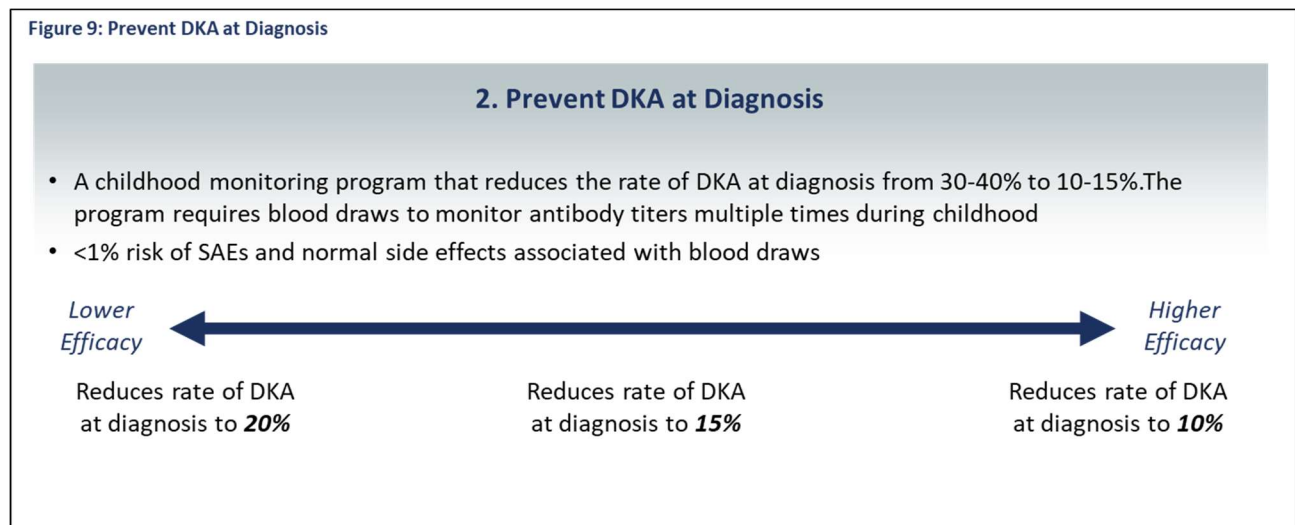 Figure 9: Prevent DKA at Diagnosis
2. Prevent DKA at Diagnosis
• A childhood monitoring program that reduces the rate of DKA at diagnosis from 30-40% to 10-15%.The
program requires blood draws to monitor antibody titers multiple times during childhood
• <1% risk of SAEs and normal side effects associated with blood draws
Lower
Efficacy
Higher
Efficacy
Reduces rate of DKA
at diagnosis to 20%
Reduces rate of DKA
at diagnosis to 15%
Reduces rate of DKA
at diagnosis to 10%